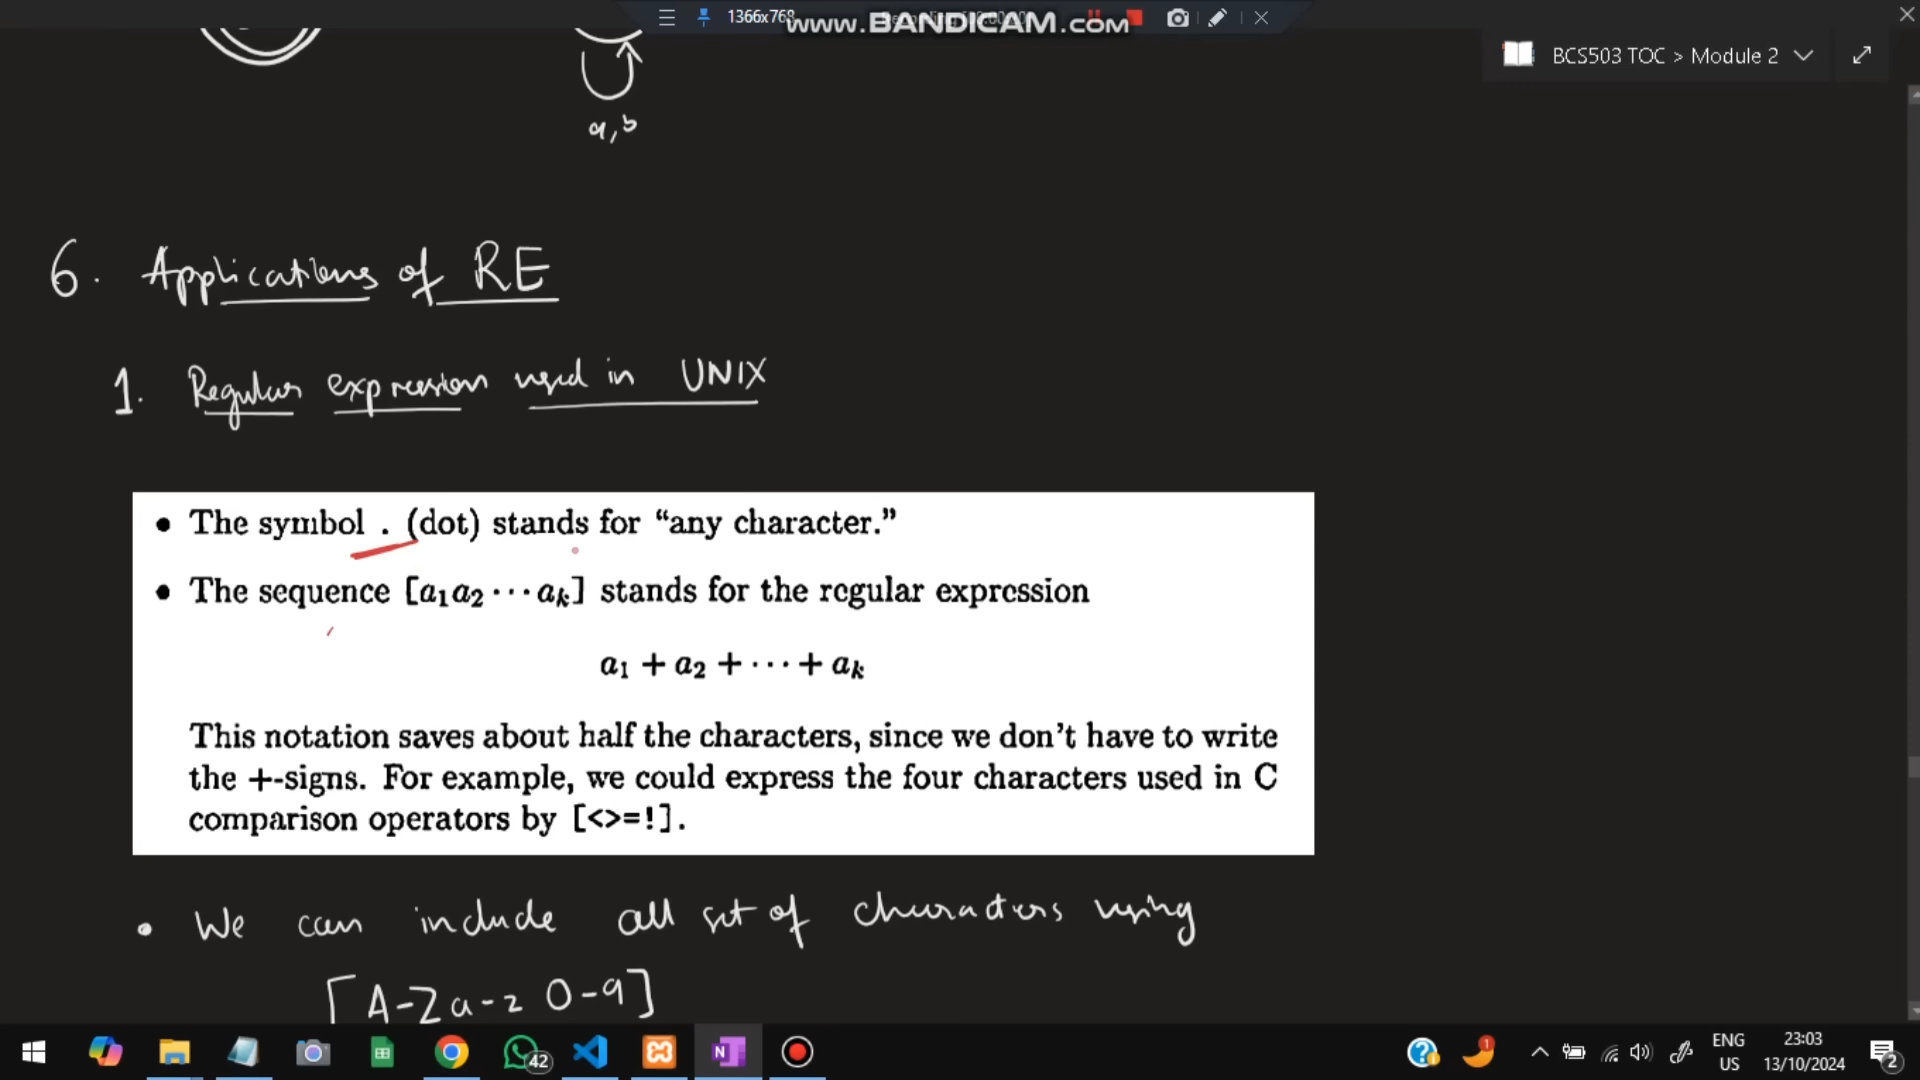 1366x768
www.BANDICAM.com
BCS503 TOC > Module 2
a,b
6. Applications of RE
1. Regular expression used in UNIX
• The symbol . (dot) stands for “any character.”
• The sequence [a₁a₂⋯aₖ] stands for the regular expression
a₁ + a₂ + ⋯ + aₖ
This notation saves about half the characters, since we don’t have to write
the +-signs. For example, we could express the four characters used in C
comparison operators by [<>=!].
• We can include all set of characters using
[A-Za-z 0-9]
42
1
ENG
US
23:03
13/10/2024
2